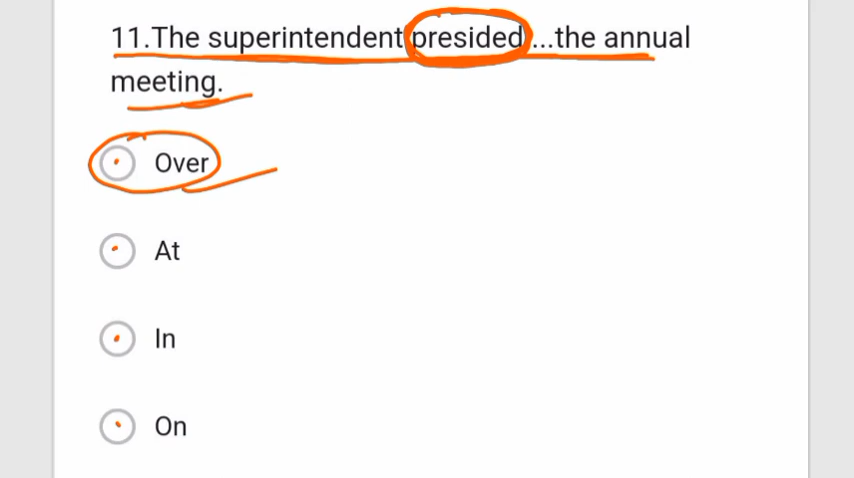 11.The superintendent presided ...the annual
meeting.
Over
At
In
On